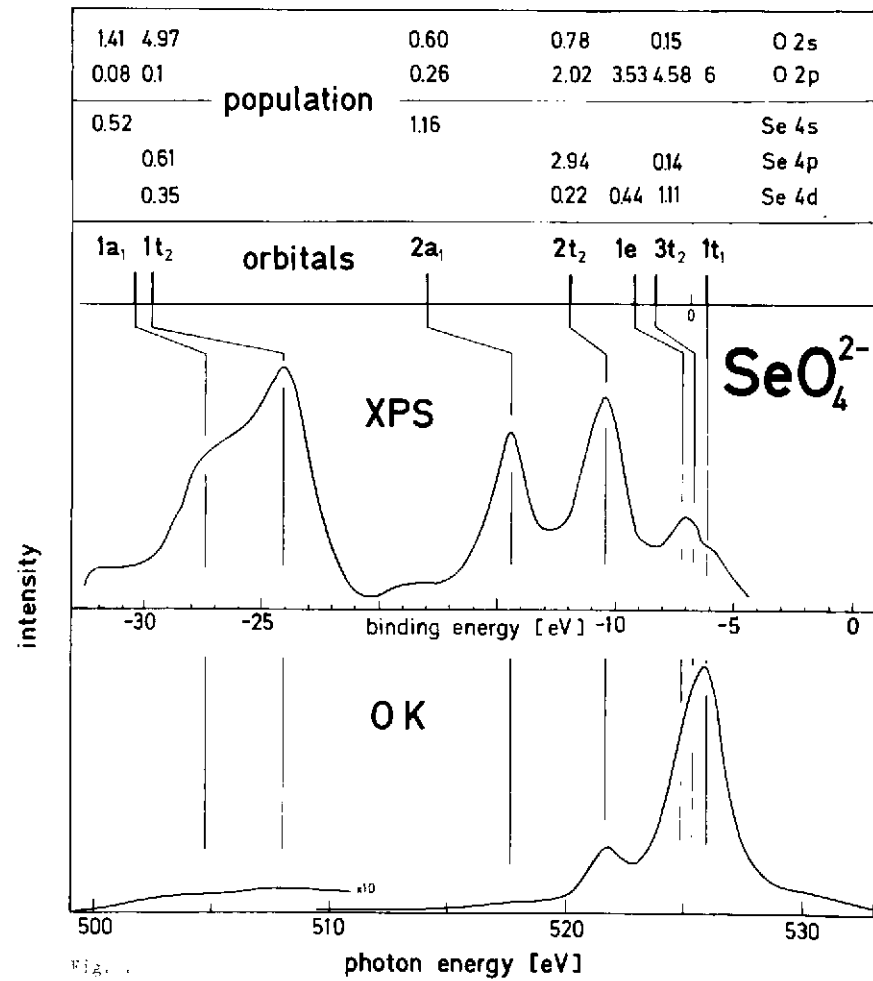 1.41 4.97 0.60 0.78 0.15 O 2s
0.08 0.1 0.26 2.02 3.53 4.58 6 O 2p
population
0.52 1.16 Se 4s
0.61 2.94 0.14 Se 4p
0.35 0.22 0.44 1.11 Se 4d
1a₁ 1t₂ orbitals 2a₁ 2t₂ 1e 3t₂ 1t₁
0
SeO₄²⁻
XPS
intensity
-30 -25 binding energy [eV] -10 -5 0
OK
x10
500 510 520 530
Fig.
photon energy [eV]